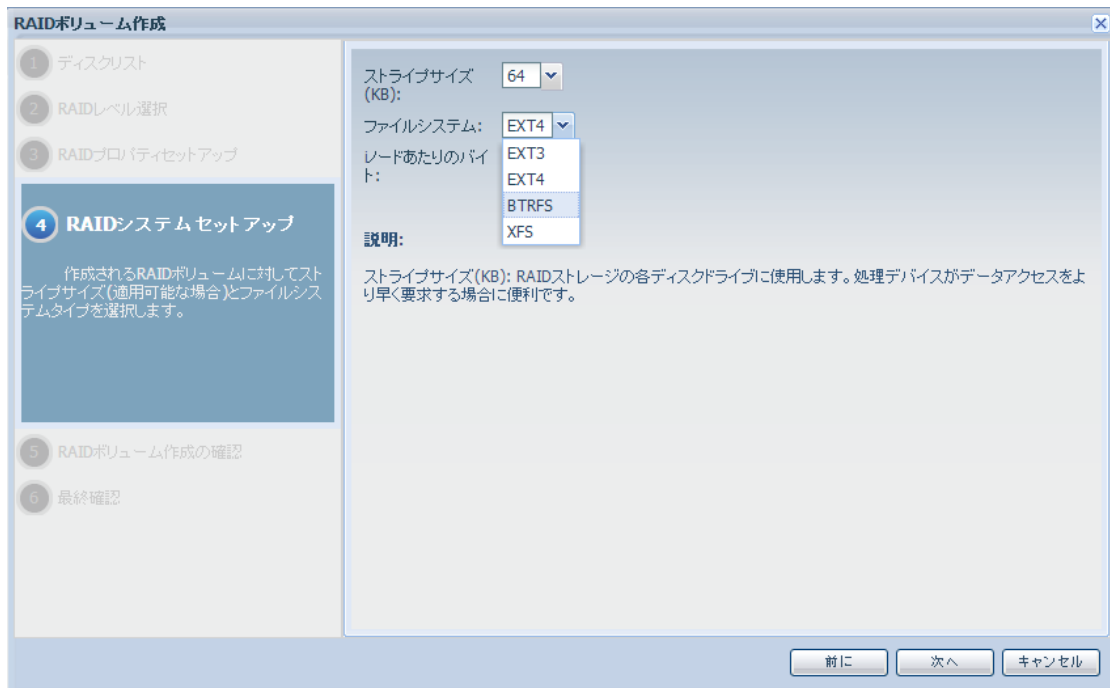 RAIDボリューム作成
1 ディスクリスト
2 RAIDレベル選択
3 RAIDプロパティセットアップ
4 RAIDシステム セットアップ
作成されるRAIDボリュームに対してスト
ライプサイズ(適用可能な場合)とファイルシス
テムタイプを選択します。
5 RAIDボリューム作成の確認
6 最終確認
ストライプサイズ 64
(KB):
ファイルシステム: EXT4
レードあたりのバイ
ト:
EXT3
EXT4
BTRFS
XFS
説明:
ストライプサイズ(KB): RAIDストレージの各ディスクドライブに使用します。処理デバイスがデータアクセスをよ
り早く要求する場合に便利です。
前に
次へ
キャンセル